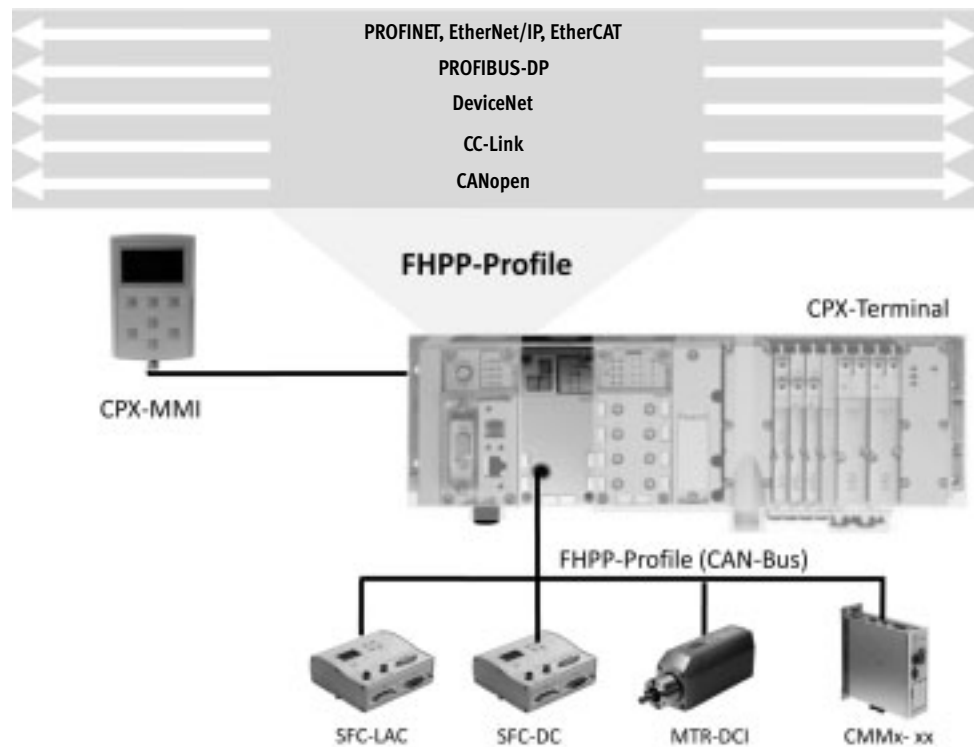 PROFINET, EtherNet/IP, EtherCAT
PROFIBUS-DP
DeviceNet
CC-Link
CANopen
FHPP-Profile
CPX-Terminal
CPX-MMI
FHPP-Profile (CAN-Bus)
SFC-LAC
SFC-DC
MTR-DCI
CMMx- xx